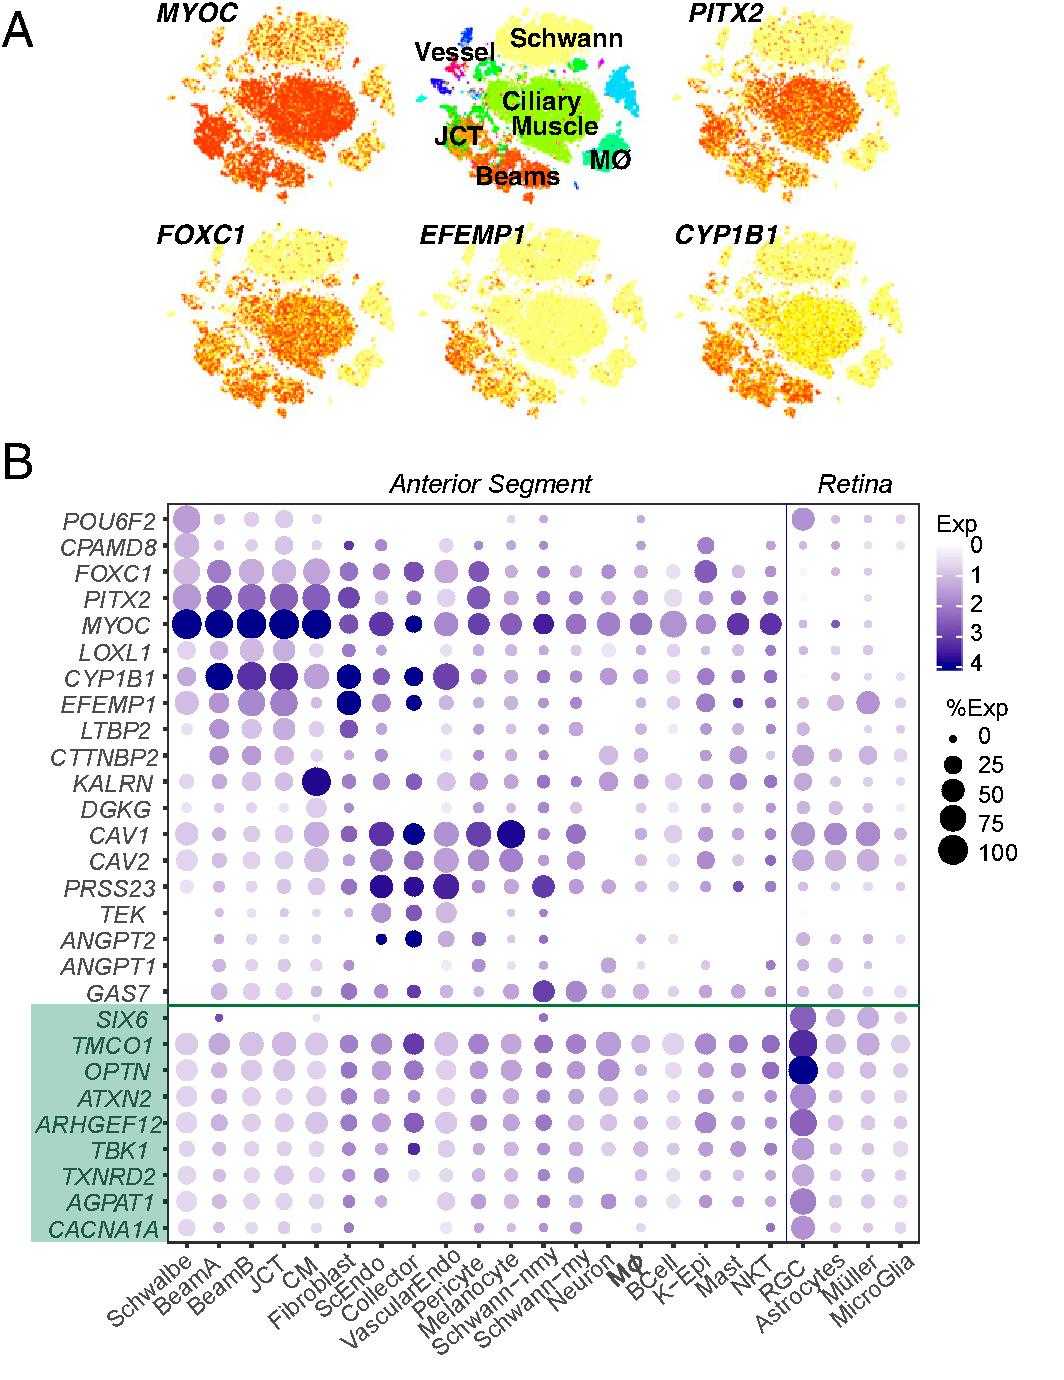 A
MYOC
Vessel
Schwann
Ciliary
Muscle
JCT
MØ
Beams
PITX2
FOXC1
EFEMP1
CYP1B1
B
Anterior Segment
Retina
POU6F2
CPAMD8
FOXC1
PITX2
MYOC
LOXL1
CYP1B1
EFEMP1
LTBP2
CTTNBP2
KALRN
DGKG
CAV1
CAV2
PRSS23
TEK
ANGPT2
ANGPT1
GAS7
SIX6
TMCO1
OPTN
ATXN2
ARHGEF12
TBK1
TXNRD2
AGPAT1
CACNA1A
Exp
0
1
2
3
4
%Exp
0
25
50
75
100
Schwalbe
BeamA
BeamB
JCT
CM
Fibroblast
ScEndo
Collector
VascularEndo
Pericyte
Melanocyte
Schwann-nmy
Schwann-my
Neuron
Mφ
BCell
K-Epi
Mast
NKT
RGC
Astrocytes
Müller
MicroGlia